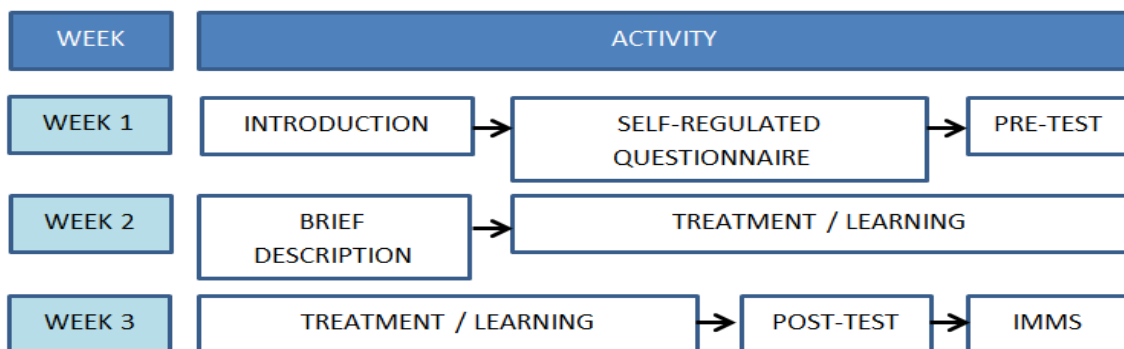 WEEK
ACTIVITY
WEEK 1
INTRODUCTION
SELF-REGULATED
QUESTIONNAIRE
PRE-TEST
WEEK 2
BRIEF
DESCRIPTION
TREATMENT / LEARNING
WEEK 3
TREATMENT / LEARNING
POST-TEST
IMMS